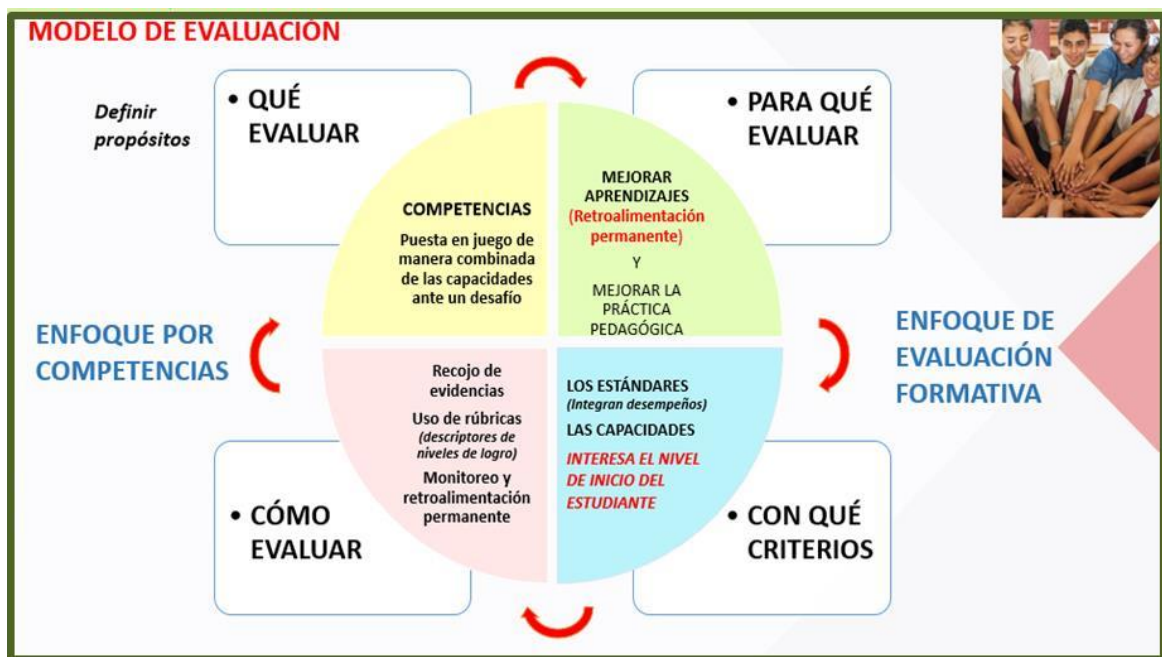 MODELO DE EVALUACIÓN
Definir
propósitos
• QUÉ
EVALUAR
• PARA QUÉ
EVALUAR
COMPETENCIAS
Puesta en juego de
manera combinada
de las capacidades
ante un desafío
MEJORAR
APRENDIZAJES
(Retroalimentación
permanente)
Y
MEJORAR LA
PRÁCTICA
PEDAGÓGICA
ENFOQUE POR
COMPETENCIAS
ENFOQUE DE
EVALUACIÓN
FORMATIVA
Recojo de
evidencias
Uso de rúbricas
(descriptores de
niveles de logro)
Monitoreo y
retroalimentación
permanente
LOS ESTÁNDARES
(Integran desempeños)
LAS CAPACIDADES
INTERESA EL NIVEL
DE INICIO DEL
ESTUDIANTE
• CÓMO
EVALUAR
• CON QUÉ
CRITERIOS